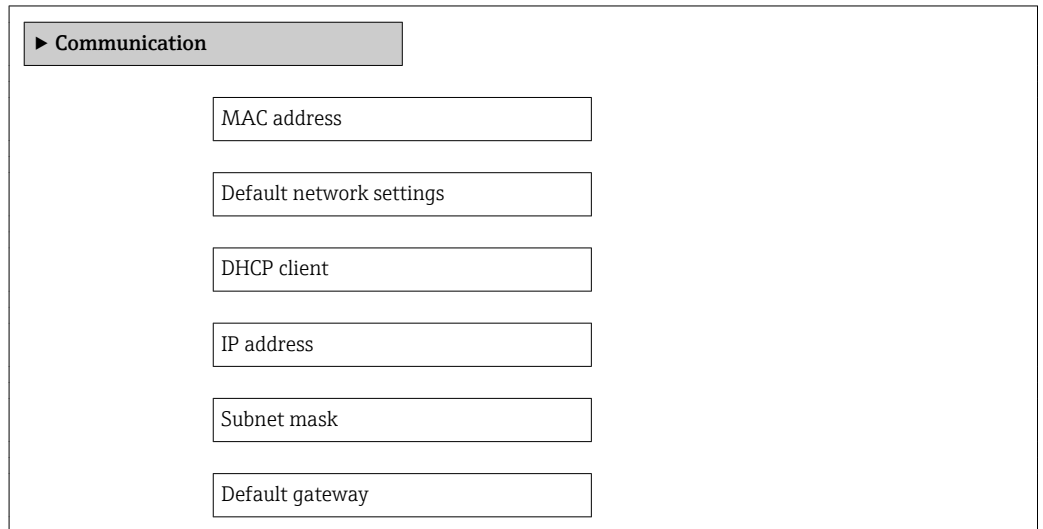 ▶ Communication
MAC address
Default network settings
DHCP client
IP address
Subnet mask
Default gateway